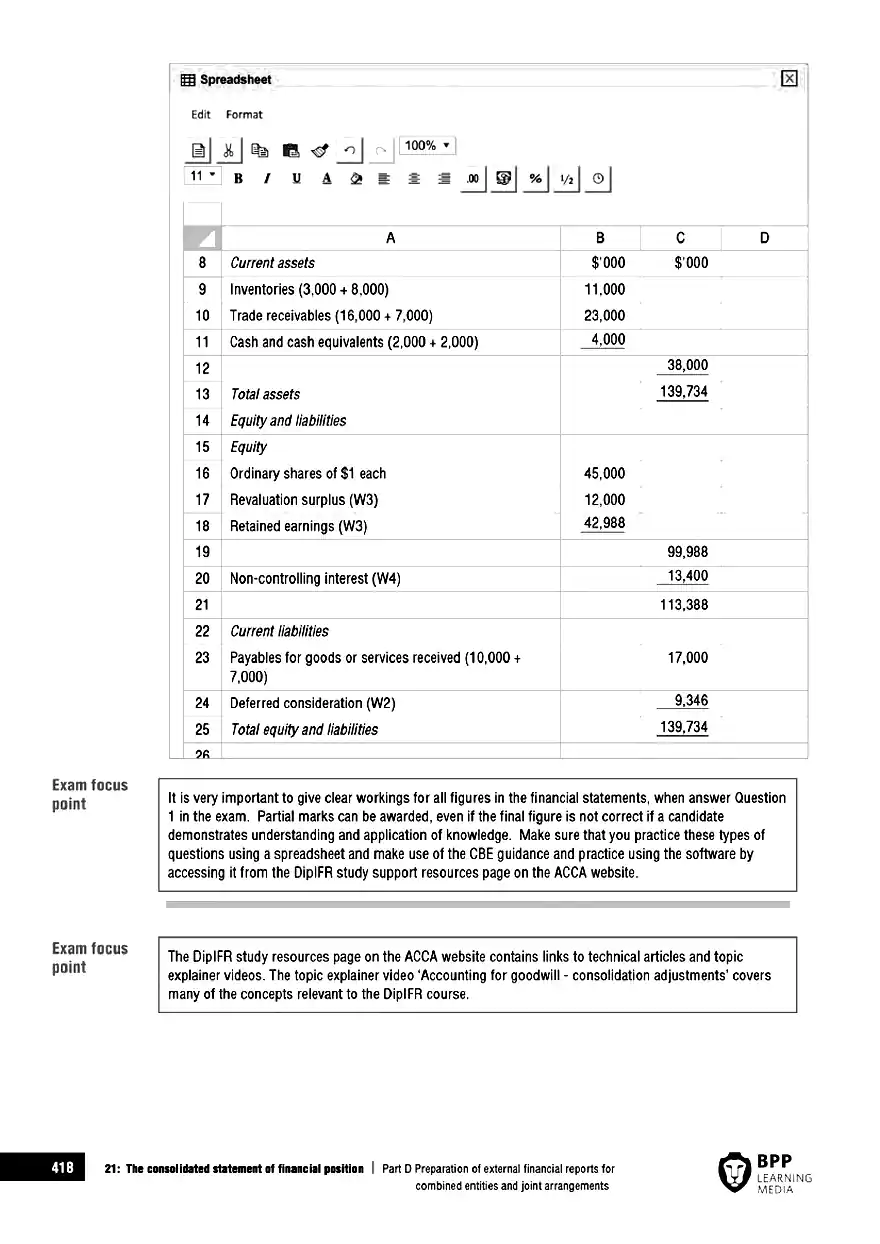 Spreadsheet
Edit Format
100%
11 B I U A .00 % 1/2
A B C D
8 Current assets $'000 $'000
9 Inventories (3,000 + 8,000) 11,000
10 Trade receivables (16,000 + 7,000) 23,000
11 Cash and cash equivalents (2,000 + 2,000) 4,000
12 38,000
13 Total assets 139,734
14 Equity and liabilities
15 Equity
16 Ordinary shares of $1 each 45,000
17 Revaluation surplus (W3) 12,000
18 Retained earnings (W3) 42,988
19 99,988
20 Non-controlling interest (W4) 13,400
21 113,388
22 Current liabilities
23 Payables for goods or services received (10,000 + 17,000
7,000)
24 Deferred consideration (W2) 9,346
25 Total equity and liabilities 139,734
26
Exam focus
point
It is very important to give clear workings for all figures in the financial statements, when answer Question
1 in the exam. Partial marks can be awarded, even if the final figure is not correct if a candidate
demonstrates understanding and application of knowledge. Make sure that you practice these types of
questions using a spreadsheet and make use of the CBE guidance and practice using the software by
accessing it from the DipIFR study support resources page on the ACCA website.
Exam focus
point
The DipIFR study resources page on the ACCA website contains links to technical articles and topic
explainer videos. The topic explainer video ‘Accounting for goodwill - consolidation adjustments’ covers
many of the concepts relevant to the DipIFR course.
418 21: The consolidated statement of financial position | Part D Preparation of external financial reports for
combined entities and joint arrangements
BPP
LEARNING
MEDIA